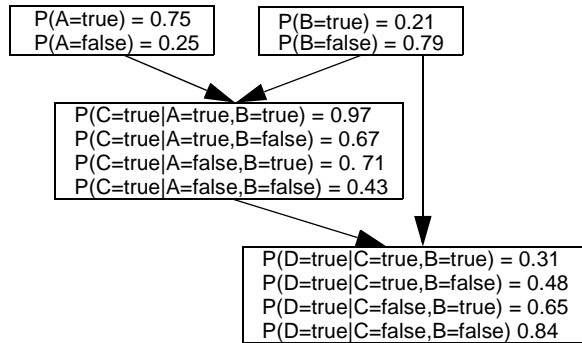 P(A=true) = 0.75
P(A=false) = 0.25
P(B=true) = 0.21
P(B=false) = 0.79
P(C=true|A=true,B=true) = 0.97
P(C=true|A=true,B=false) = 0.67
P(C=true|A=false,B=true) = 0. 71
P(C=true|A=false,B=false) = 0.43
P(D=true|C=true,B=true) = 0.31
P(D=true|C=true,B=false) = 0.48
P(D=true|C=false,B=true) = 0.65
P(D=true|C=false,B=false) 0.84